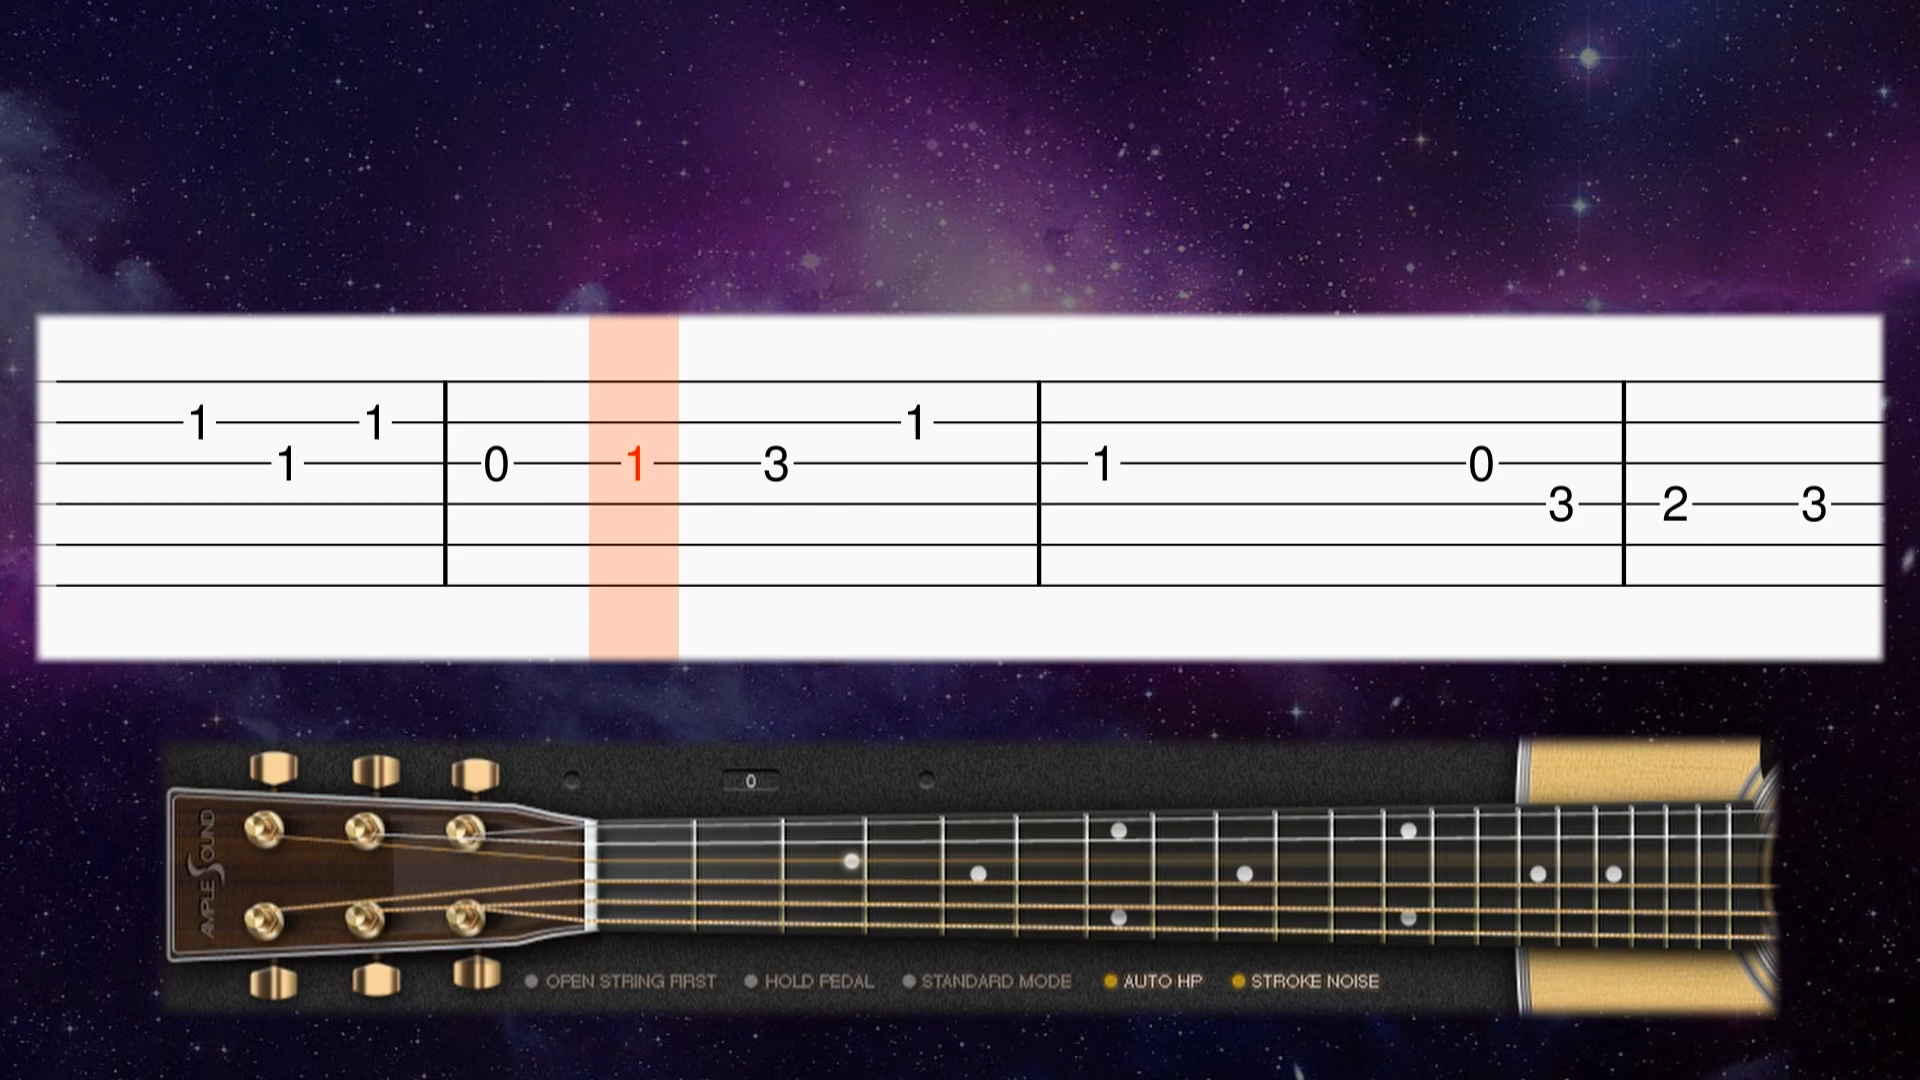 1 1 1
1 1 0 1 3 1 0
3 2 3
0
AMPLE SOUND
OPEN STRING FIRST HOLD PEDAL STANDARD MODE AUTO HP STROKE NOISE